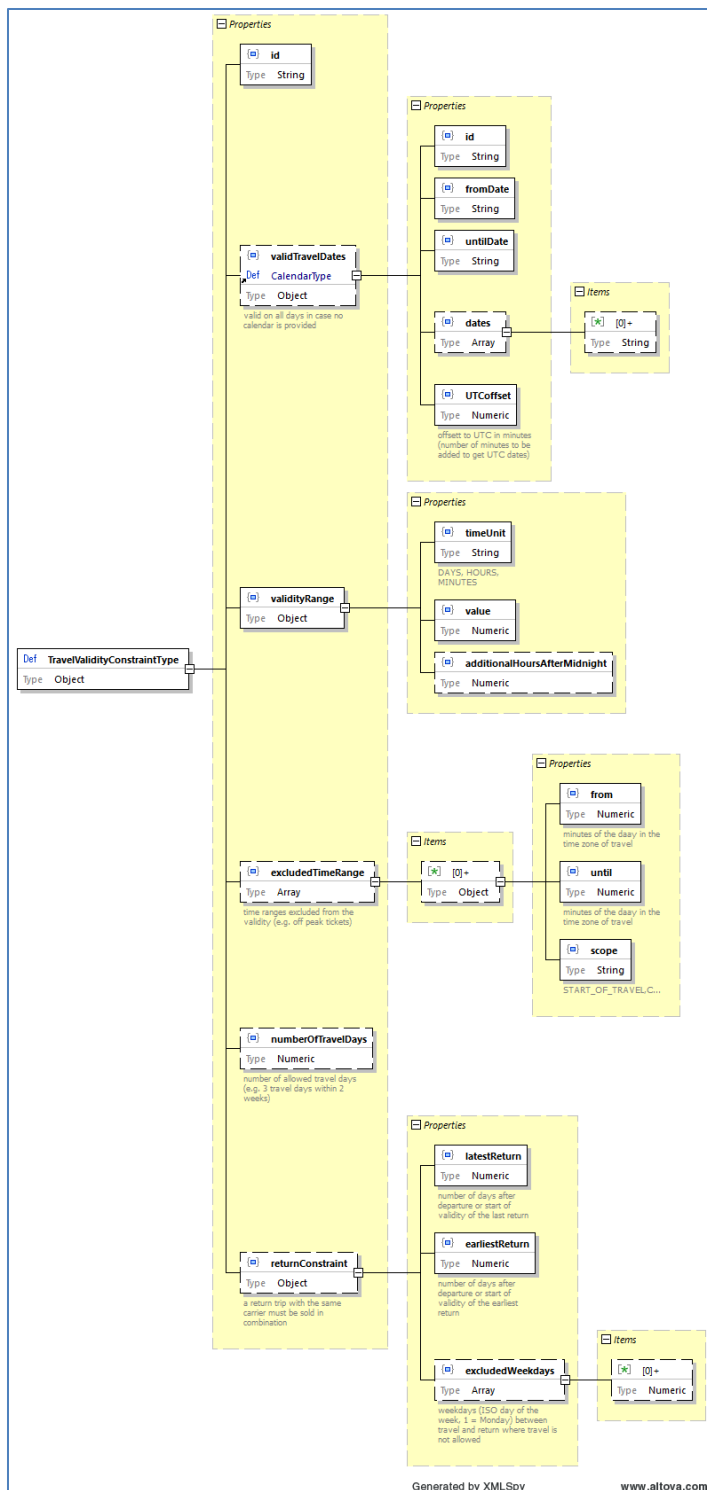 Properties
id
Type String
Properties
id
Type String
fromDate
Type String
untilDate
Type String
validTravelDates
Def CalendarType
Type Object
valid on all days in case no
calendar is provided
dates
Type Array
Items
[0]+
Type String
UTCoffset
Type Numeric
offsett to UTC in minutes
(number of minutes to be
added to get UTC dates)
Properties
timeUnit
Type String
DAYS, HOURS,
MINUTES
validityRange
Type Object
value
Type Numeric
additionalHoursAfterMidnight
Type Numeric
Def TravelValidityConstraintType
Type Object
Properties
from
Type Numeric
minutes of the daay in the
time zone of travel
Items
[0]+
Type Object
excludedTimeRange
Type Array
time ranges excluded from the
validity (e.g. off peak tickets)
until
Type Numeric
minutes of the daay in the
time zone of travel
scope
Type String
START_OF_TRAVEL,C...
numberOfTravelDays
Type Numeric
number of allowed travel days
(e.g. 3 travel days within 2
weeks)
Properties
latestReturn
Type Numeric
number of days after
departure or start of
validity of the last return
returnConstraint
Type Object
a return trip with the same
carrier must be sold in
combination
earliestReturn
Type Numeric
number of days after
departure or start of
validity of the earliest
return
excludedWeekdays
Type Array
weekdays (ISO day of the
week, 1 = Monday) between
travel and return where travel is
not allowed
Items
[0]+
Type Numeric
Generated by XMLSpy
www.altova.com